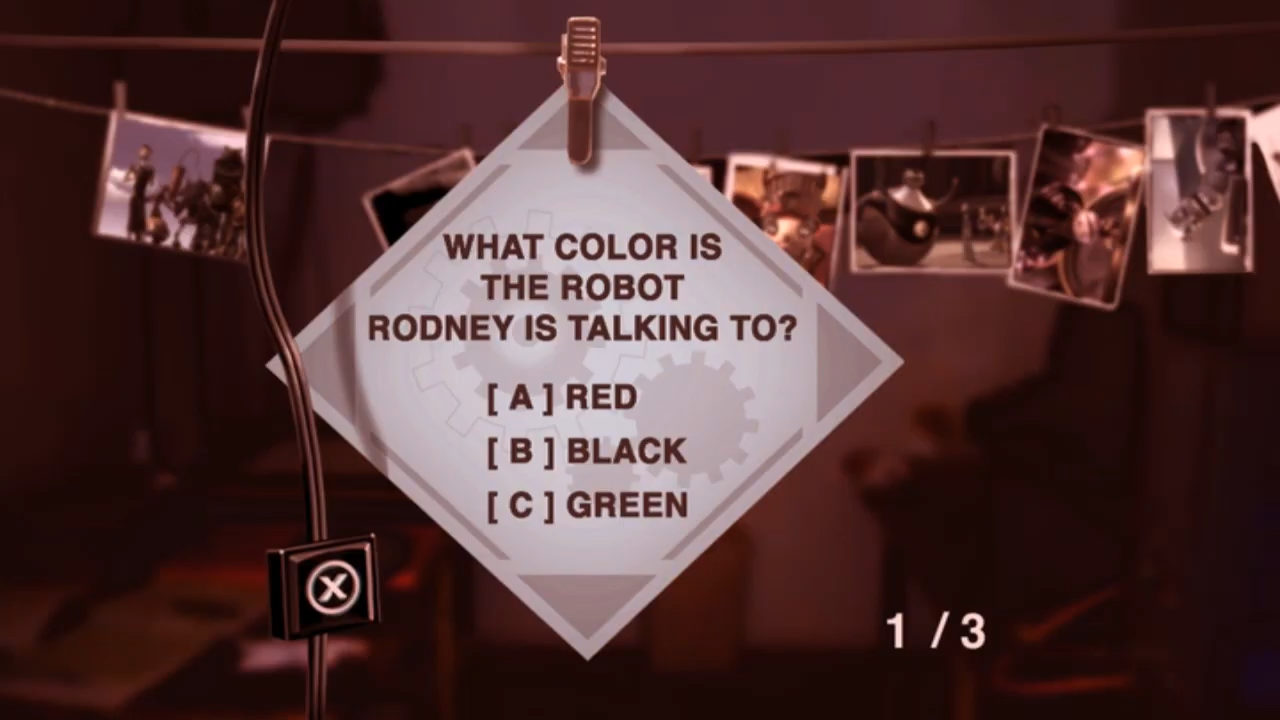 WHAT COLOR IS
THE ROBOT
RODNEY IS TALKING TO?
[ A ] RED
[ B ] BLACK
[ C ] GREEN
X
1 / 3